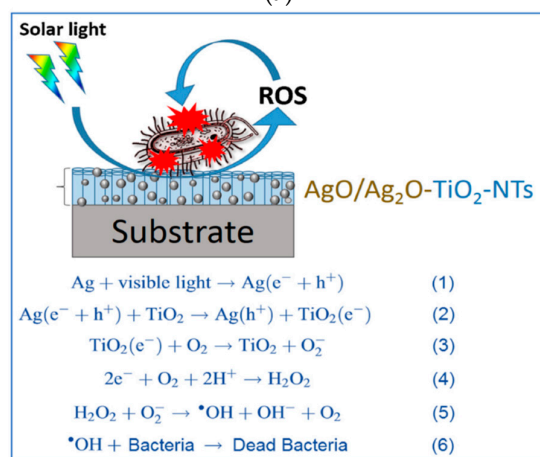 Solar light
ROS
AgO/Ag₂O-TiO₂-NTs
Substrate
Ag + visible light → Ag(e⁻ + h⁺) (1)
Ag(e⁻ + h⁺) + TiO₂ → Ag(h⁺) + TiO₂(e⁻) (2)
TiO₂(e⁻) + O₂ → TiO₂ + O₂⁻ (3)
2e⁻ + O₂ + 2H⁺ → H₂O₂ (4)
H₂O₂ + O₂⁻ → •OH + OH⁻ + O₂ (5)
•OH + Bacteria → Dead Bacteria (6)